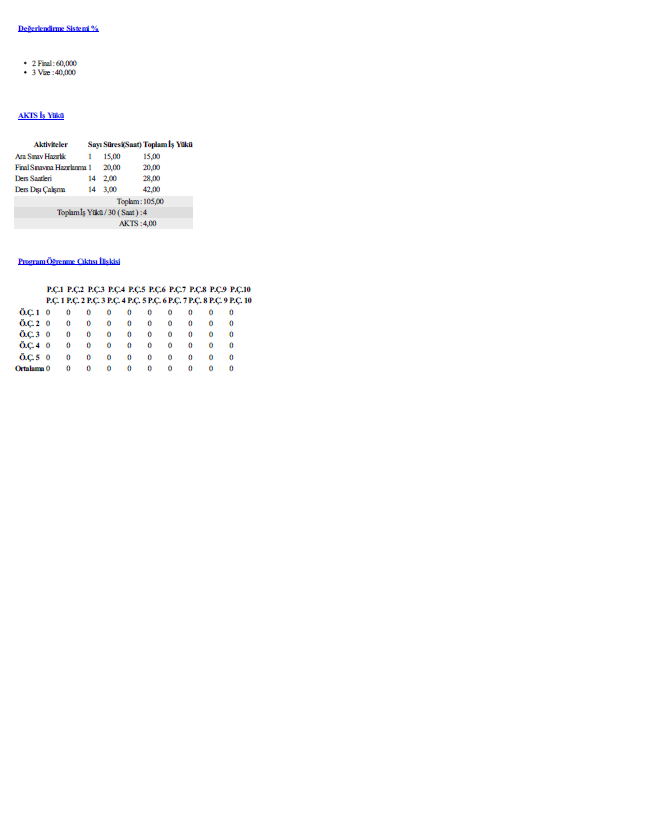 Değerlendirme Sistemi %
• 2 Final : 60,000
• 3 Vize : 40,000
AKTS İş Yükü
Aktiviteler Sayı Süresi(Saat) Toplam İş Yükü
Ara Sınav Hazırlık 1 15,00 15,00
Final Sınavına Hazırlanma 1 20,00 20,00
Ders Saatleri 14 2,00 28,00
Ders Dışı Çalışma 14 3,00 42,00
Toplam : 105,00
Toplam İş Yükü / 30 ( Saat ) : 4
AKTS : 4,00
Program Öğrenme Çıktısı İlişkisi
P.Ç.1 P.Ç.2 P.Ç.3 P.Ç.4 P.Ç.5 P.Ç.6 P.Ç.7 P.Ç.8 P.Ç.9 P.Ç.10
P.Ç. 1 P.Ç. 2 P.Ç. 3 P.Ç. 4 P.Ç. 5 P.Ç. 6 P.Ç. 7 P.Ç. 8 P.Ç. 9 P.Ç. 10
Ö.Ç. 1 0 0 0 0 0 0 0 0 0 0
Ö.Ç. 2 0 0 0 0 0 0 0 0 0 0
Ö.Ç. 3 0 0 0 0 0 0 0 0 0 0
Ö.Ç. 4 0 0 0 0 0 0 0 0 0 0
Ö.Ç. 5 0 0 0 0 0 0 0 0 0 0
Ortalama 0 0 0 0 0 0 0 0 0 0